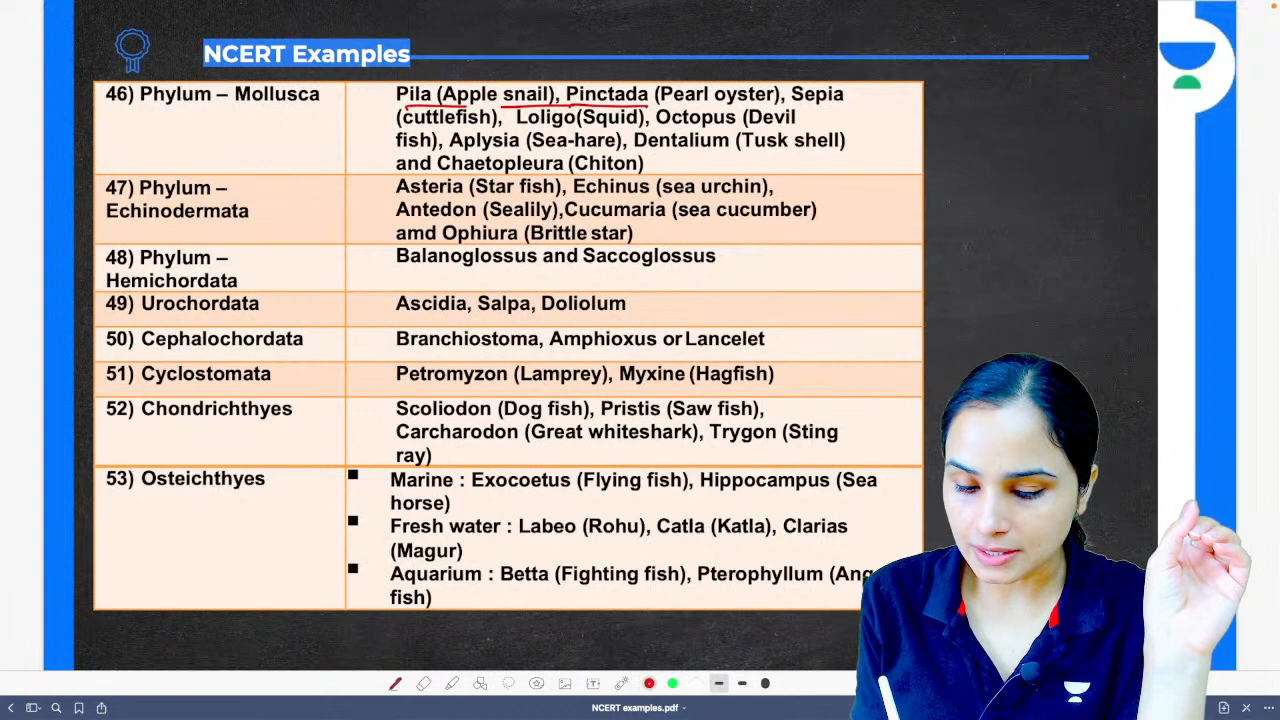 NCERT Examples
46) Phylum – Mollusca
Pila (Apple snail), Pinctada (Pearl oyster), Sepia
(cuttlefish), Loligo(Squid), Octopus (Devil
fish), Aplysia (Sea-hare), Dentalium (Tusk shell)
and Chaetopleura (Chiton)
47) Phylum –
Echinodermata
Asteria (Star fish), Echinus (sea urchin),
Antedon (Sealily),Cucumaria (sea cucumber)
amd Ophiura (Brittle star)
48) Phylum –
Hemichordata
Balanoglossus and Saccoglossus
49) Urochordata
Ascidia, Salpa, Doliolum
50) Cephalochordata
Branchiostoma, Amphioxus or Lancelet
51) Cyclostomata
Petromyzon (Lamprey), Myxine (Hagfish)
52) Chondrichthyes
Scoliodon (Dog fish), Pristis (Saw fish),
Carcharodon (Great whiteshark), Trygon (Sting
ray)
53) Osteichthyes
Marine : Exocoetus (Flying fish), Hippocampus (Sea
horse)
Fresh water : Labeo (Rohu), Catla (Katla), Clarias
(Magur)
Aquarium : Betta (Fighting fish), Pterophyllum (Ang
fish)
NCERT examples.pdf